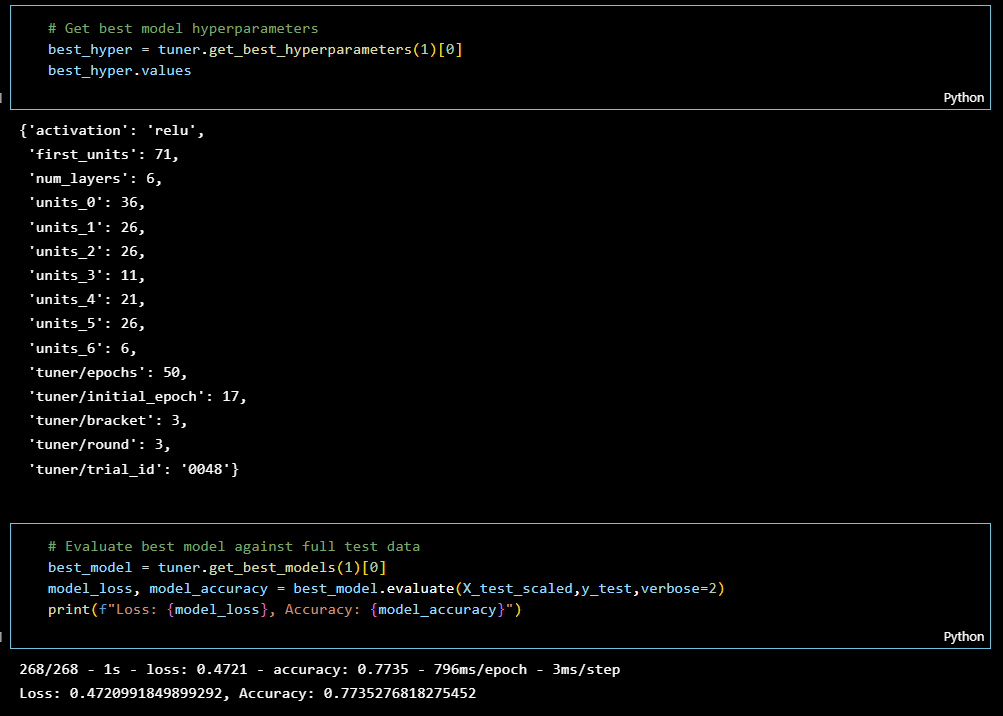 # Get best model hyperparameters
best_hyper = tuner.get_best_hyperparameters(1)[0]
best_hyper.values
Python
{'activation': 'relu',
 'first_units': 71,
 'num_layers': 6,
 'units_0': 36,
 'units_1': 26,
 'units_2': 26,
 'units_3': 11,
 'units_4': 21,
 'units_5': 26,
 'units_6': 6,
 'tuner/epochs': 50,
 'tuner/initial_epoch': 17,
 'tuner/bracket': 3,
 'tuner/round': 3,
 'tuner/trial_id': '0048'}
# Evaluate best model against full test data
best_model = tuner.get_best_models(1)[0]
model_loss, model_accuracy = best_model.evaluate(X_test_scaled,y_test,verbose=2)
print(f"Loss: {model_loss}, Accuracy: {model_accuracy}")
Python
268/268 - 1s - loss: 0.4721 - accuracy: 0.7735 - 796ms/epoch - 3ms/step
Loss: 0.4720991849899292, Accuracy: 0.7735276818275452